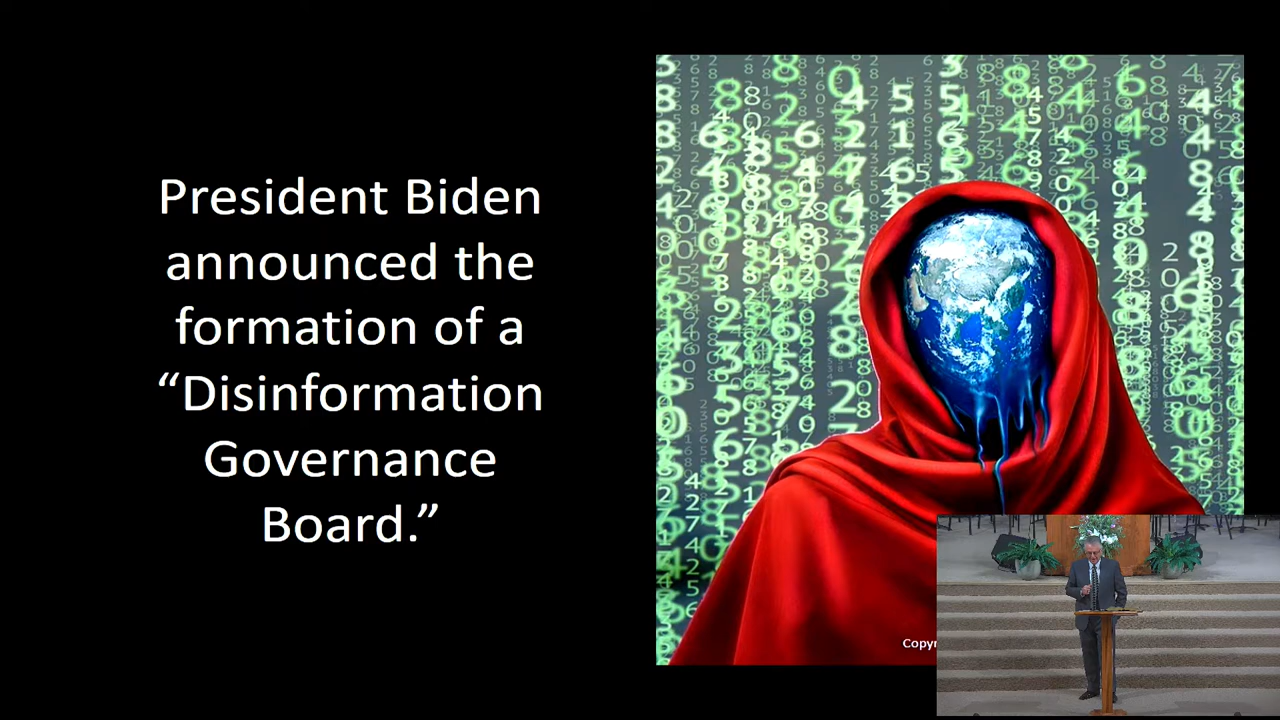 President Biden
announced the
formation of a
“Disinformation
Governance
Board.”